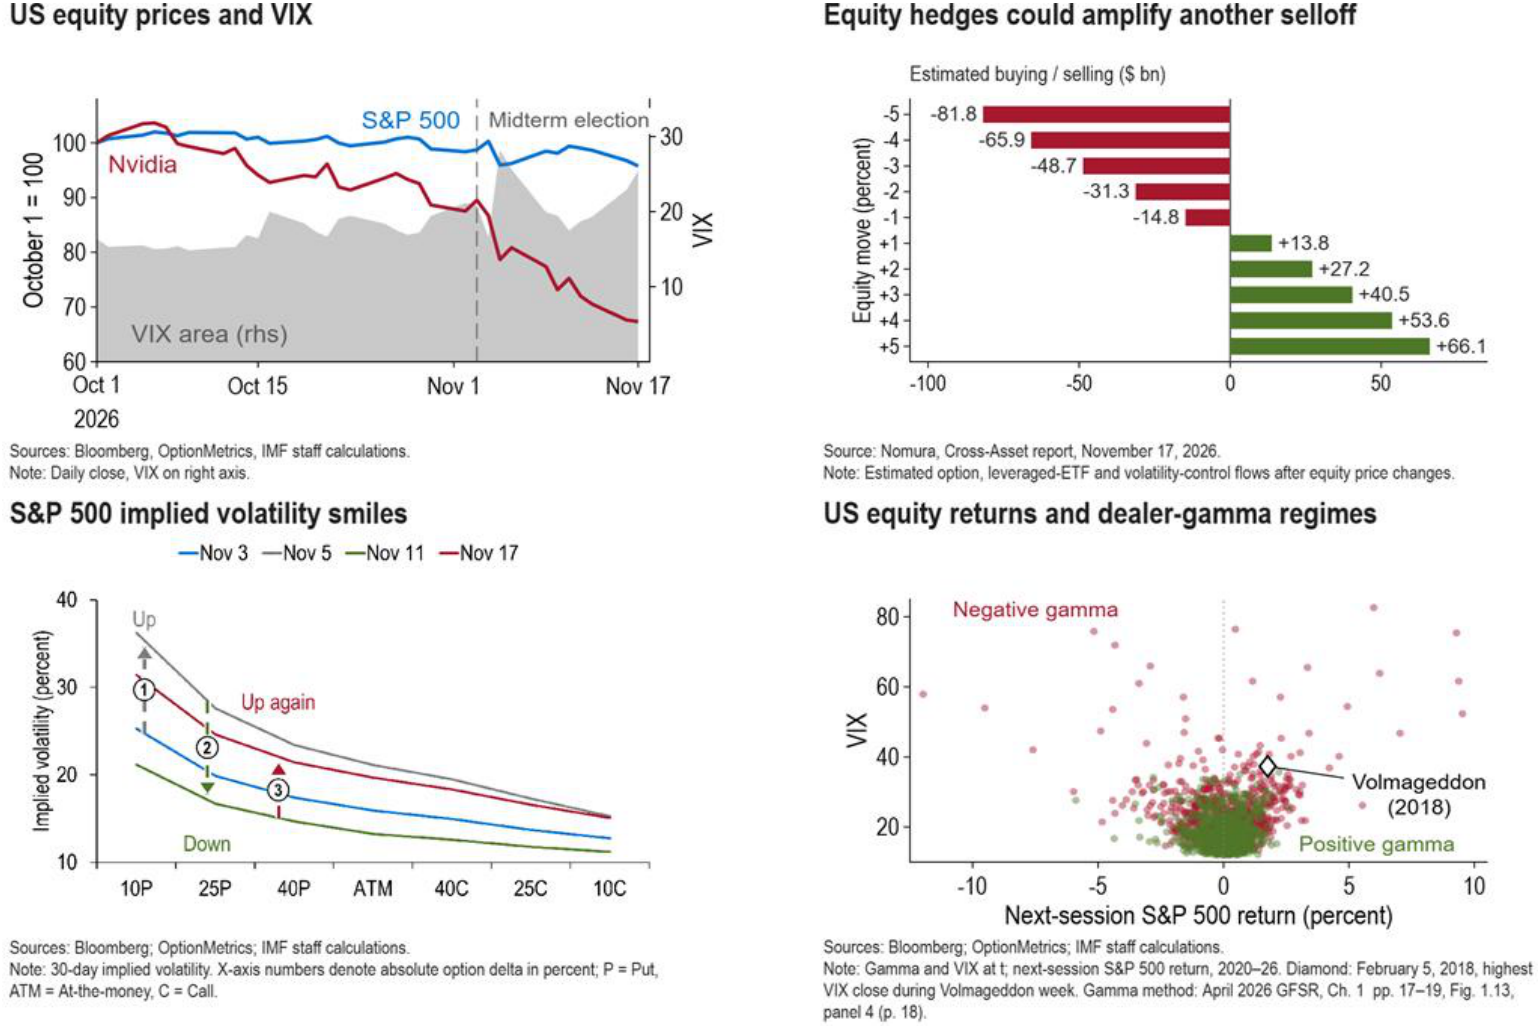 US equity prices and VIX
S&P 500
Midterm election
Nvidia
VIX area (rhs)
October 1 = 100
100
90
80
70
60
30
20
10
VIX
Oct 1
Oct 15
Nov 1
Nov 17
2026
Sources: Bloomberg, OptionMetrics, IMF staff calculations.
Note: Daily close, VIX on right axis.
Equity hedges could amplify another selloff
Estimated buying / selling ($ bn)
Equity move (percent)
-5
-4
-3
-2
-1
+1
+2
+3
+4
+5
-81.8
-65.9
-48.7
-31.3
-14.8
+13.8
+27.2
+40.5
+53.6
+66.1
-100
-50
0
50
Source: Nomura, Cross-Asset report, November 17, 2026.
Note: Estimated option, leveraged-ETF and volatility-control flows after equity price changes.
S&P 500 implied volatility smiles
Nov 3
Nov 5
Nov 11
Nov 17
Implied volatility (percent)
40
30
20
10
Up
1
Up again
2
3
Down
10P
25P
40P
ATM
40C
25C
10C
Sources: Bloomberg; OptionMetrics; IMF staff calculations.
Note: 30-day implied volatility. X-axis numbers denote absolute option delta in percent; P = Put,
ATM = At-the-money, C = Call.
US equity returns and dealer-gamma regimes
Negative gamma
VIX
80
60
40
20
Volmageddon
(2018)
Positive gamma
-10
-5
0
5
10
Next-session S&P 500 return (percent)
Sources: Bloomberg; OptionMetrics; IMF staff calculations.
Note: Gamma and VIX at t; next-session S&P 500 return, 2020–26. Diamond: February 5, 2018, highest
VIX close during Volmageddon week. Gamma method: April 2026 GFSR, Ch. 1 pp. 17–19, Fig. 1.13,
panel 4 (p. 18).